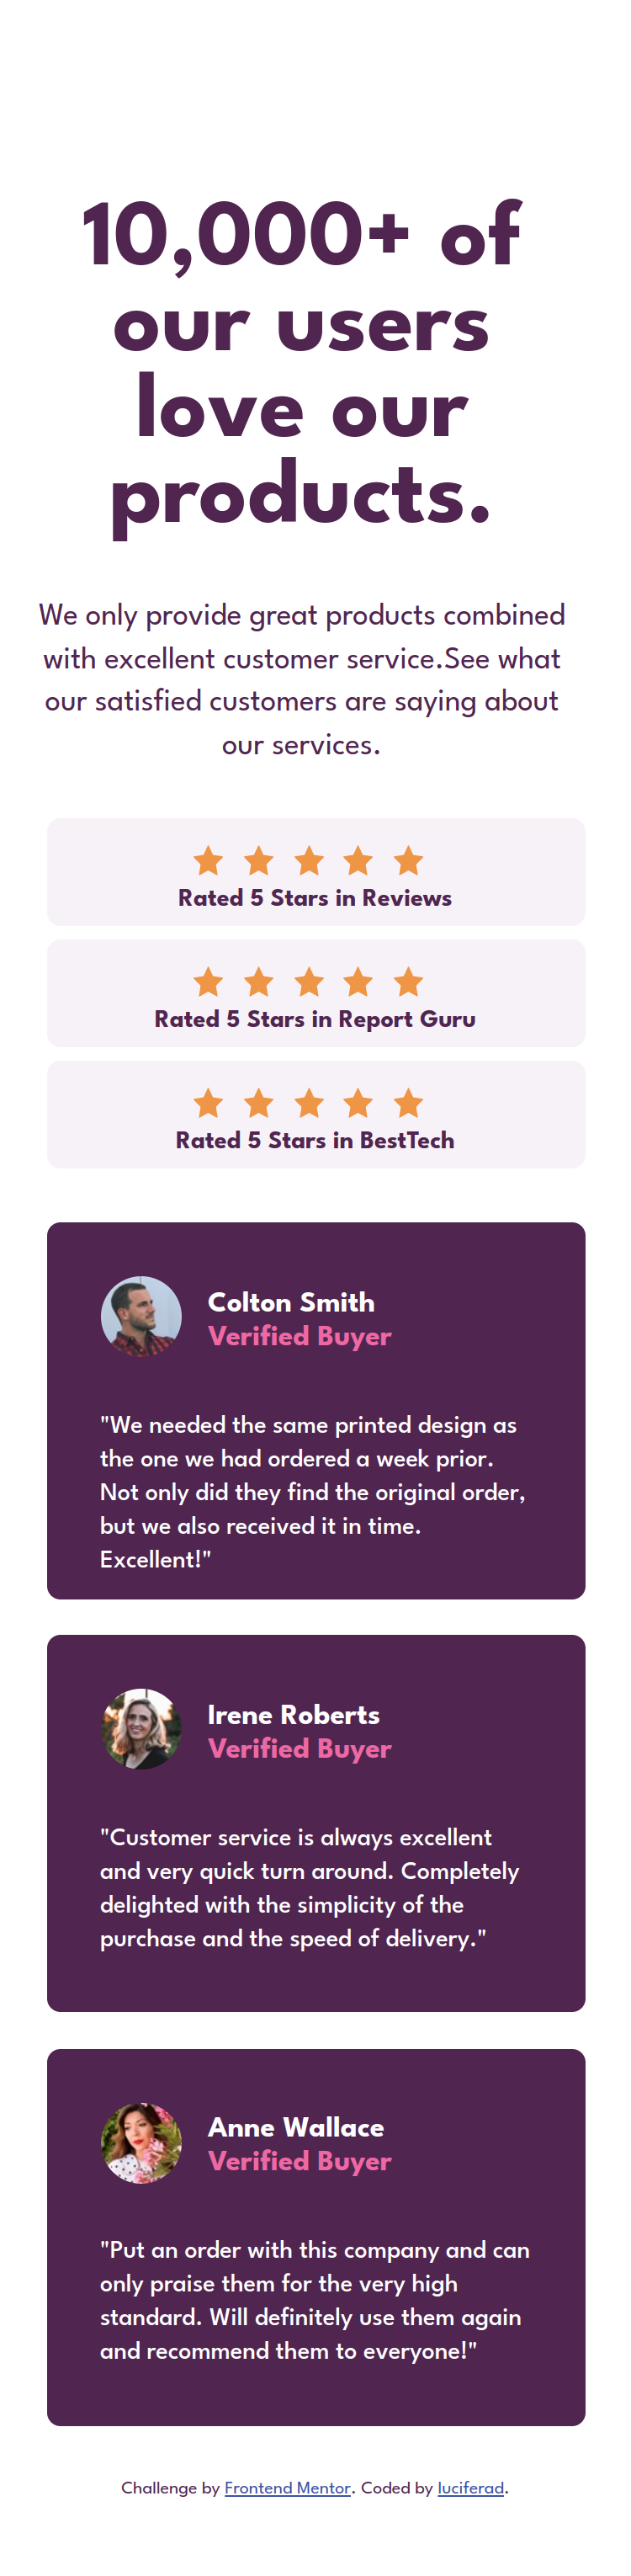 10,000+ of
our users
love our
products.
We only provide great products combined
with excellent customer service.See what
our satisfied customers are saying about
our services.
Rated 5 Stars in Reviews
Rated 5 Stars in Report Guru
Rated 5 Stars in BestTech
Colton Smith
Verified Buyer
"We needed the same printed design as
the one we had ordered a week prior.
Not only did they find the original order,
but we also received it in time.
Excellent!"
Irene Roberts
Verified Buyer
"Customer service is always excellent
and very quick turn around. Completely
delighted with the simplicity of the
purchase and the speed of delivery."
Anne Wallace
Verified Buyer
"Put an order with this company and can
only praise them for the very high
standard. Will definitely use them again
and recommend them to everyone!"
Challenge by Frontend Mentor. Coded by luciferad.